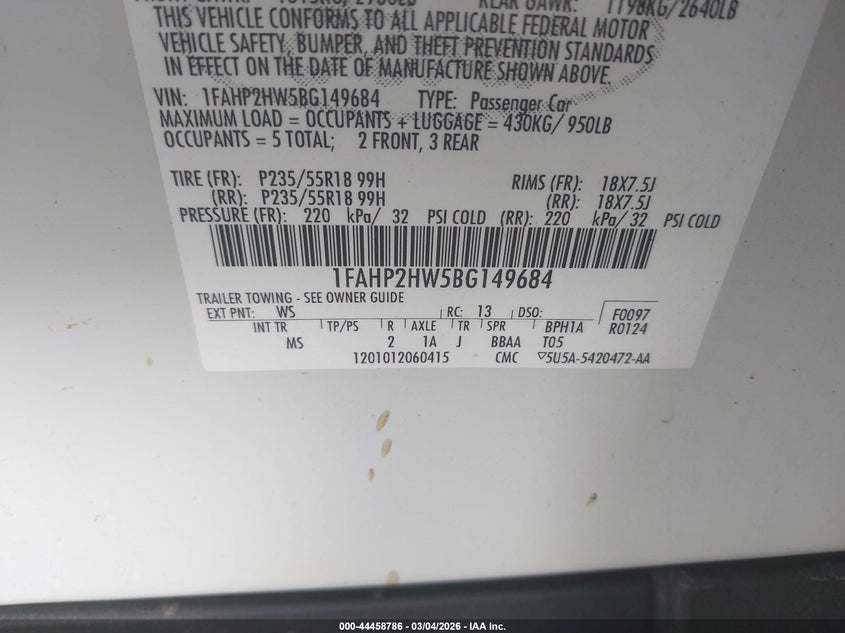 REAR GAWR: 1198KG/2640LB
THIS VEHICLE CONFORMS TO ALL APPLICABLE FEDERAL MOTOR
VEHICLE SAFETY, BUMPER, AND THEFT PREVENTION STANDARDS
IN EFFECT ON THE DATE OF MANUFACTURE SHOWN ABOVE.
VIN: 1FAHP2HW5BG149684 TYPE: Passenger Car
MAXIMUM LOAD = OCCUPANTS + LUGGAGE = 430KG/ 950LB
OCCUPANTS = 5 TOTAL; 2 FRONT, 3 REAR
TIRE (FR): P235/55R18 99H RIMS (FR): 18X7.5J
(RR): P235/55R18 99H (RR): 18X7.5J
PRESSURE (FR): 220 kPa/ 32 PSI COLD (RR): 220 kPa/ 32 PSI COLD
1FAHP2HW5BG149684
TRAILER TOWING - SEE OWNER GUIDE
EXT PNT: WS RC: 13 DSO: F0097
INT TR TP/PS R AXLE TR SPR BPH1A R0124
MS 2 1A J BBAA T05
1201012060415 CMC 5U5A-5420472-AA
000-44458786 - 03/04/2026 - IAA Inc.